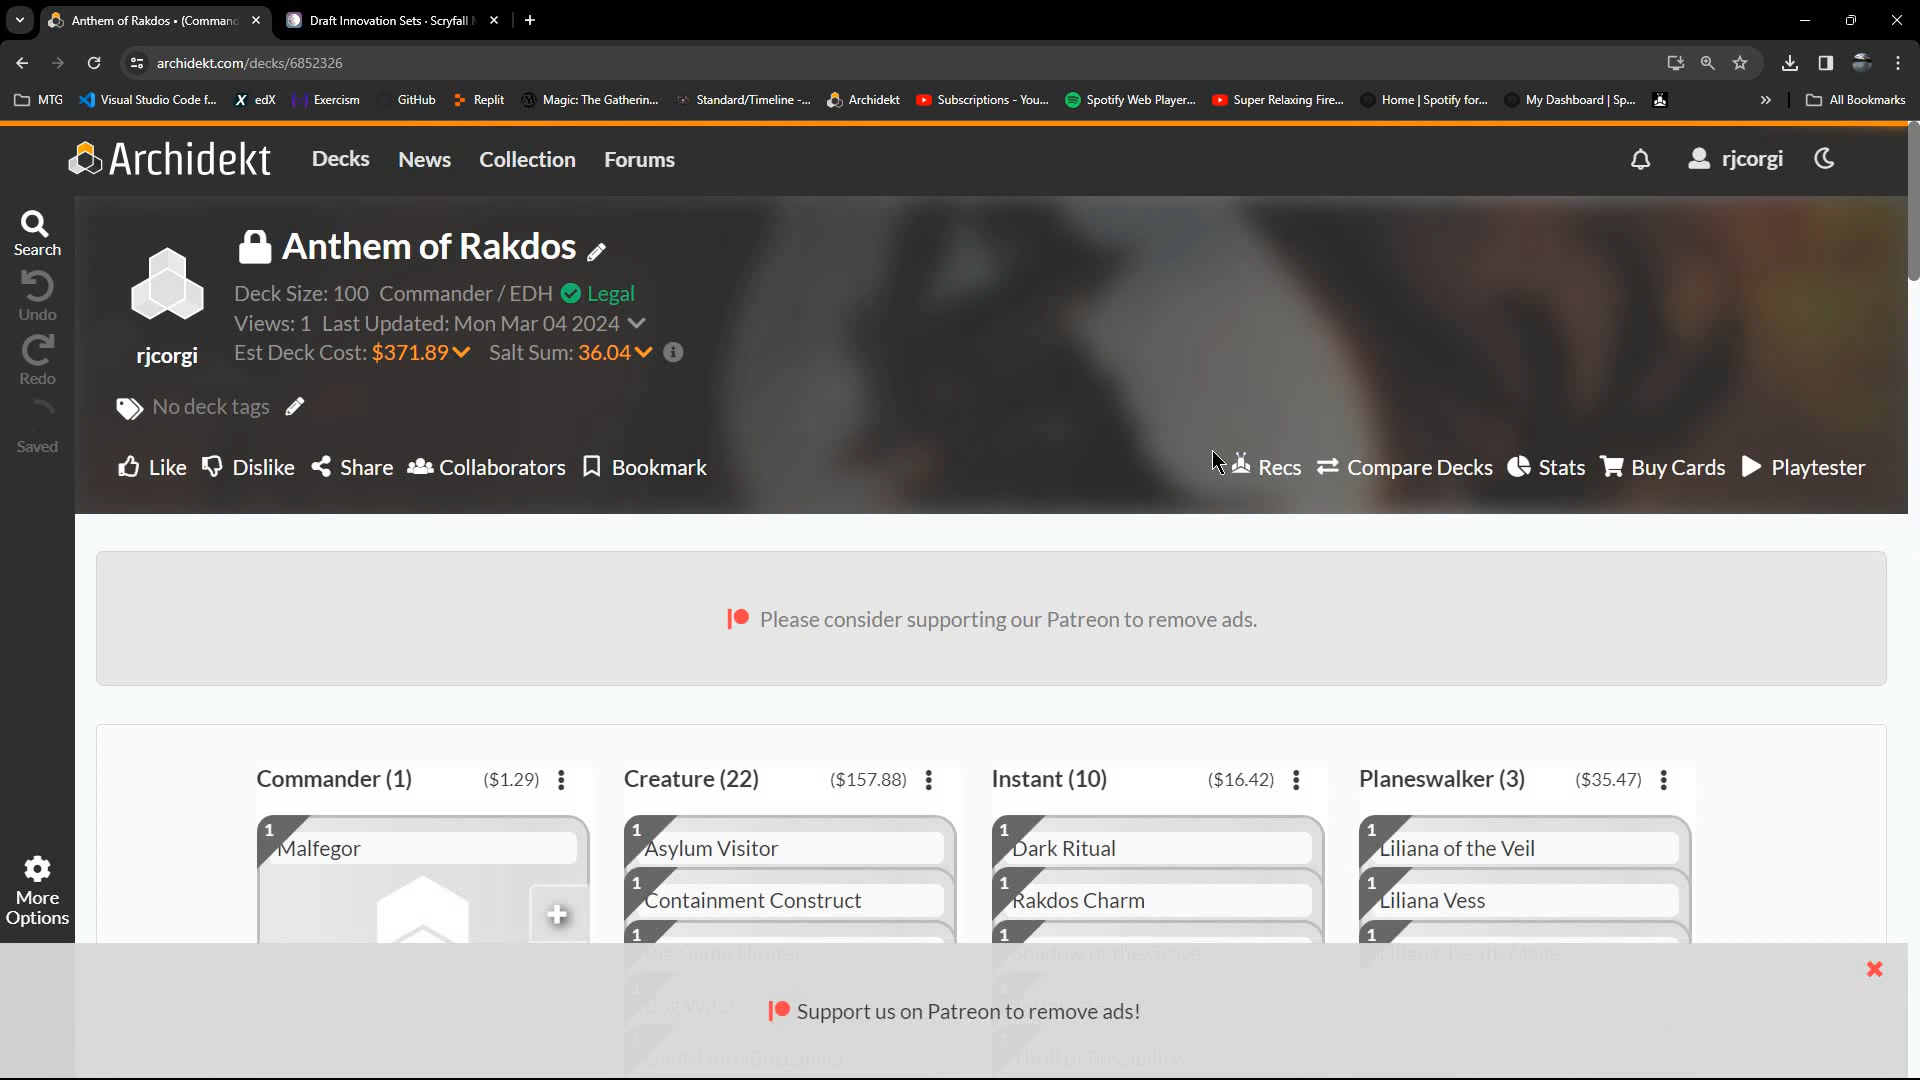 Anthem of Rakdos • (Comman
Draft Innovation Sets · Scryfall
archidekt.com/decks/6852326
MTG
Visual Studio Code f...
edX
Exercism
GitHub
Replit
Magic: The Gatherin...
Standard/Timeline -...
Archidekt
Subscriptions - You...
Spotify Web Player...
Super Relaxing Fire...
Home | Spotify for...
My Dashboard | Sp...
»
All Bookmarks
Archidekt
Decks
News
Collection
Forums
rjcorgi
Search
Undo
Redo
Saved
More
Options
rjcorgi
Anthem of Rakdos
Deck Size: 100 Commander / EDH Legal
Views: 1 Last Updated: Mon Mar 04 2024
Est Deck Cost: $371.89 Salt Sum: 36.04
No deck tags
Like
Dislike
Share
Collaborators
Bookmark
Recs
Compare Decks
Stats
Buy Cards
Playtester
Please consider supporting our Patreon to remove ads.
Commander (1) ($1.29)
1
Malfegor
Creature (22) ($157.88)
1
Asylum Visitor
1
Containment Construct
1
Instant (10) ($16.42)
1
Dark Ritual
1
Rakdos Charm
1
Planeswalker (3) ($35.47)
1
Liliana of the Veil
1
Liliana Vess
1
Support us on Patreon to remove ads!